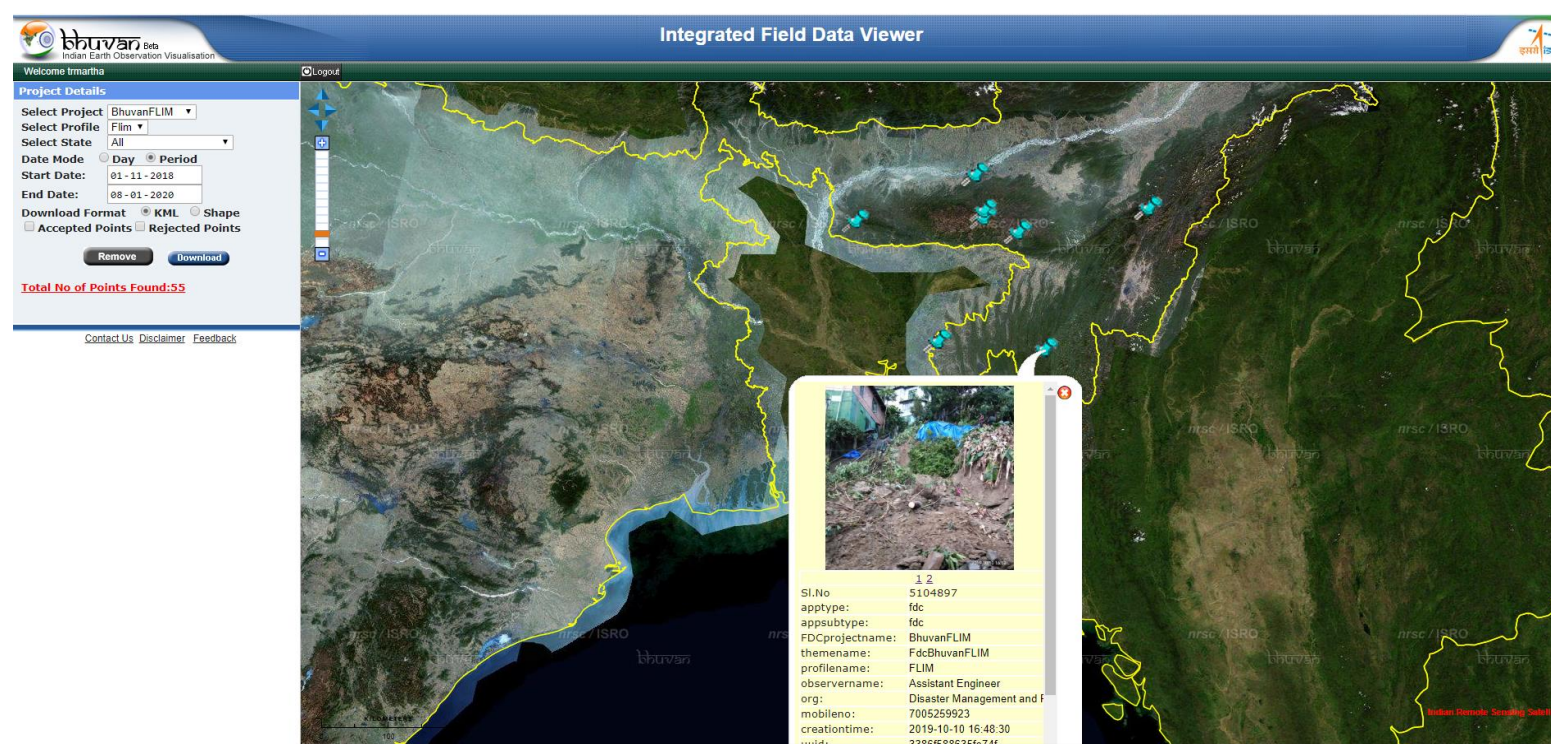 bhuvan Beta
Indian Earth Observation Visualisation
Integrated Field Data Viewer
इसरो
Welcome trmartha
Logout
Project Details
Select Project BhuvanFLIM
Select Profile Flim
Select State All
Date Mode Day Period
Start Date: 01-11-2018
End Date: 08-01-2020
Download Format KML Shape
Accepted Points Rejected Points
Remove Download
Total No of Points Found:55
Contact Us Disclaimer Feedback
nrsc / ISRO
bhuvan
1 2
Sl.No 5104897
apptype: fdc
appsubtype: fdc
FDCprojectname: BhuvanFLIM
themename: FdcBhuvanFLIM
profilename: FLIM
observername: Assistant Engineer
org: Disaster Management and
mobileno: 7005259923
creationtime: 2019-10-10 16:48:30
KILOMETERS
100
Indian Remote Sensing